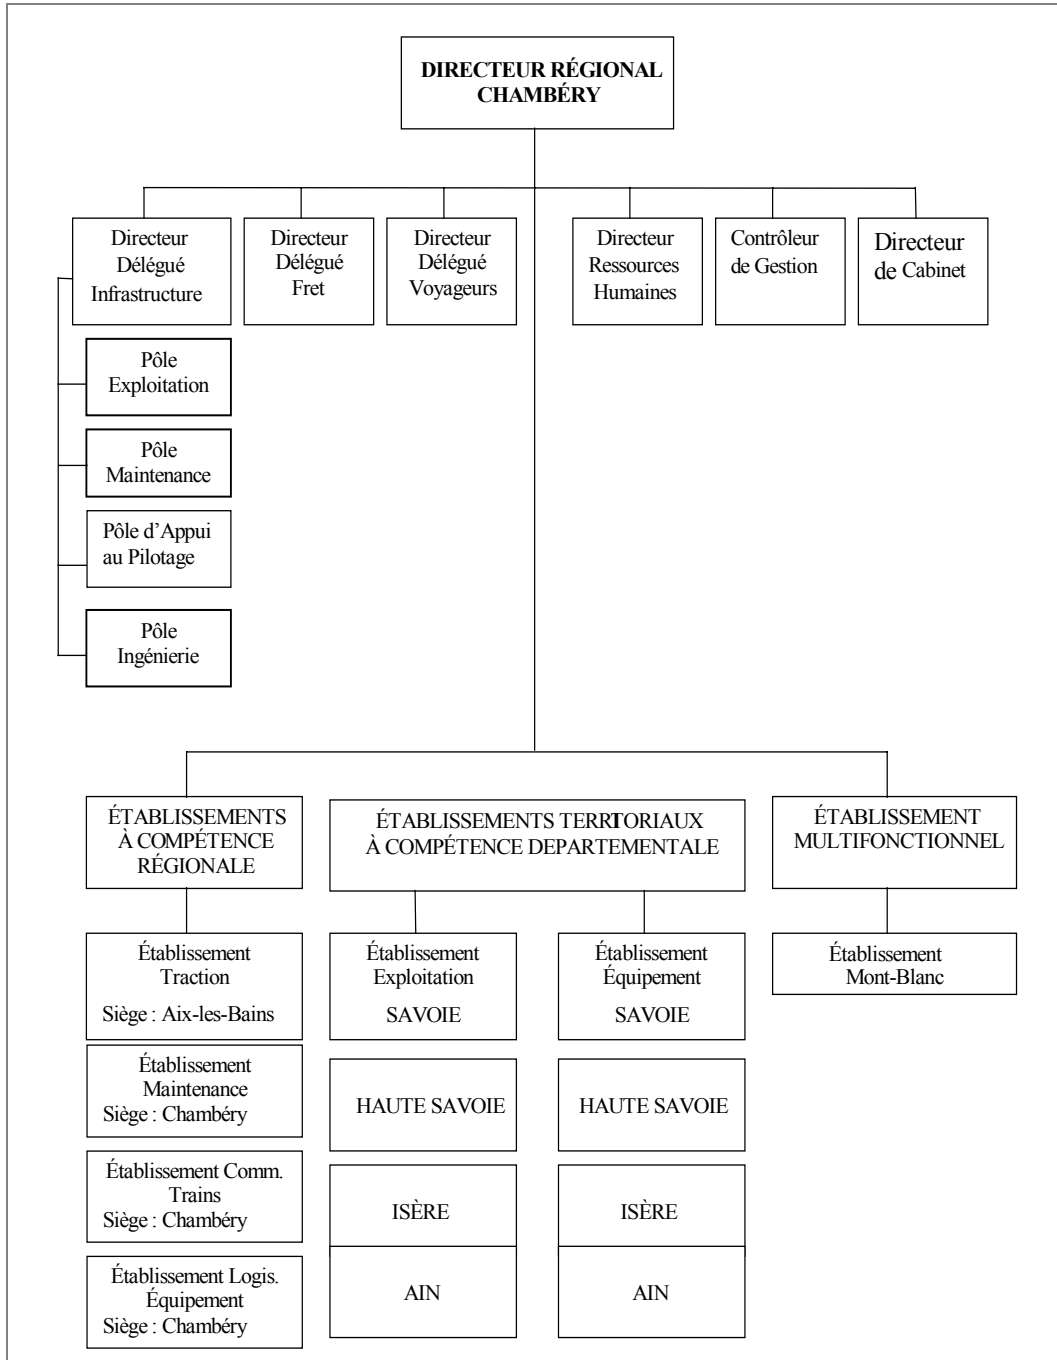 DIRECTEUR RÉGIONAL
CHAMBÉRY
Directeur
Délégué
Infrastructure
Directeur
Délégué
Fret
Directeur
Délégué
Voyageurs
Directeur
Ressources
Humaines
Contrôleur
de Gestion
Directeur
de Cabinet
Pôle
Exploitation
Pôle
Maintenance
Pôle d’Appui
au Pilotage
Pôle
Ingénierie
ÉTABLISSEMENTS
À COMPÉTENCE
RÉGIONALE
ÉTABLISSEMENTS TERRITORIAUX
À COMPÉTENCE DEPARTEMENTALE
ÉTABLISSEMENT
MULTIFONCTIONNEL
Établissement
Traction
Siège : Aix-les-Bains
Établissement
Exploitation
SAVOIE
Établissement
Équipement
SAVOIE
Établissement
Mont-Blanc
Établissement
Maintenance
Siège : Chambéry
HAUTE SAVOIE
HAUTE SAVOIE
Établissement Comm.
Trains
Siège : Chambéry
ISÈRE
ISÈRE
Établissement Logis.
Équipement
Siège : Chambéry
AIN
AIN